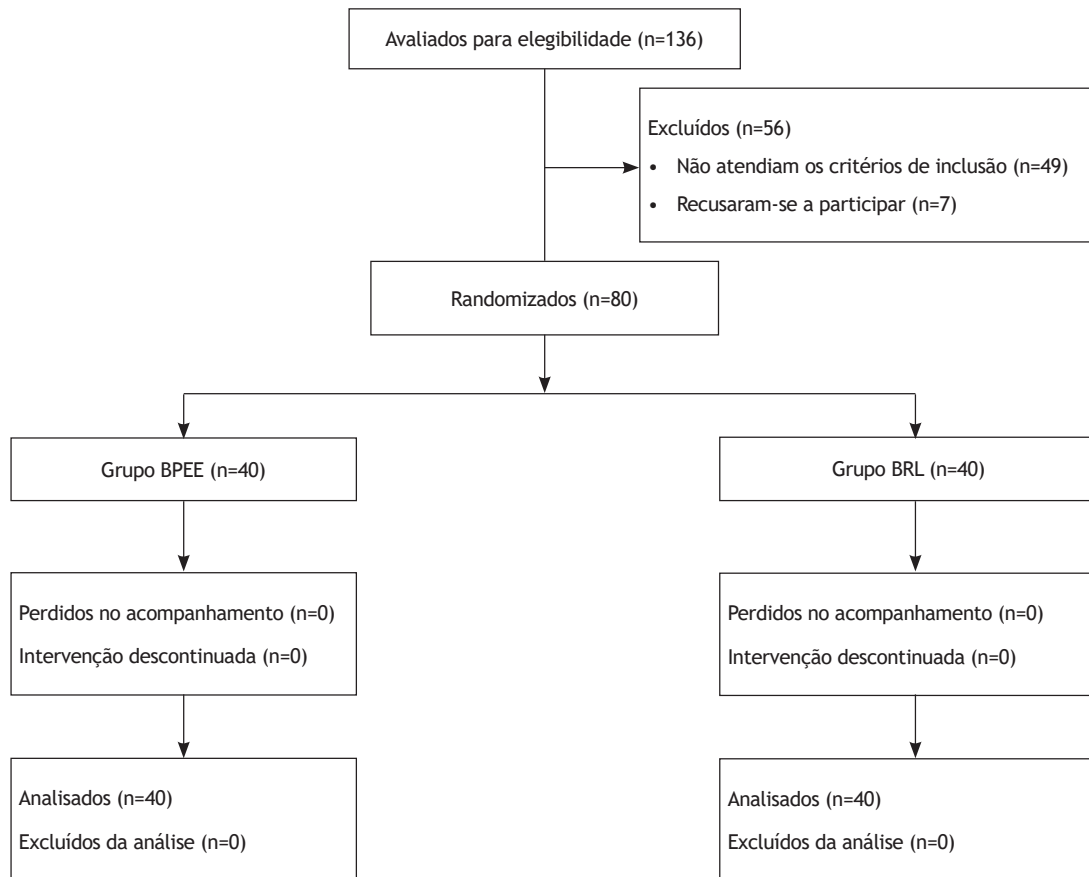 Avaliados para elegibilidade (n=136)
Excluídos (n=56)
• Não atendiam os critérios de inclusão (n=49)
• Recusaram-se a participar (n=7)
Randomizados (n=80)
Grupo BPEE (n=40)
Grupo BRL (n=40)
Perdidos no acompanhamento (n=0)
Intervenção descontinuada (n=0)
Perdidos no acompanhamento (n=0)
Intervenção descontinuada (n=0)
Analisados (n=40)
Excluídos da análise (n=0)
Analisados (n=40)
Excluídos da análise (n=0)